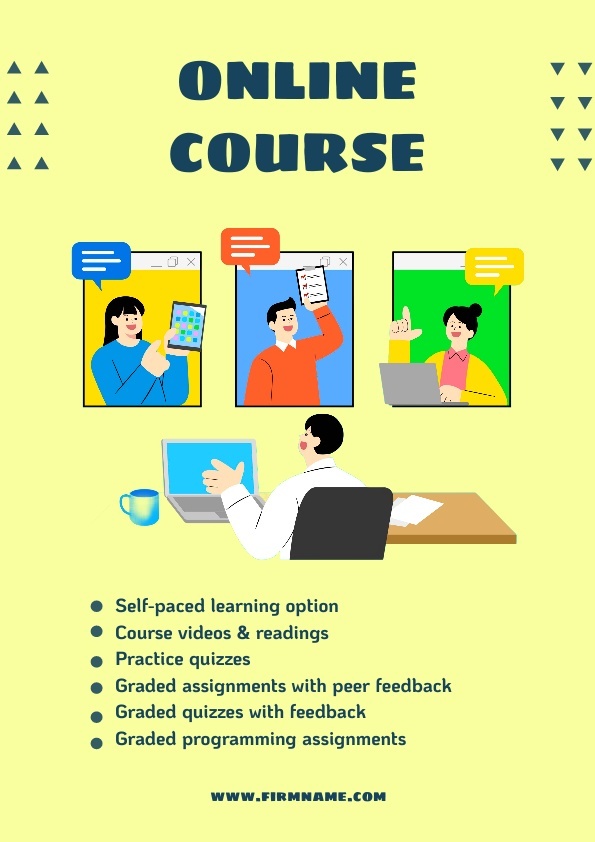 ONLINE
COURSE
Self-paced learning option
Course videos & readings
Practice quizzes
Graded assignments with peer feedback
Graded quizzes with feedback
Graded programming assignments
WWW.FIRMNAME.COM